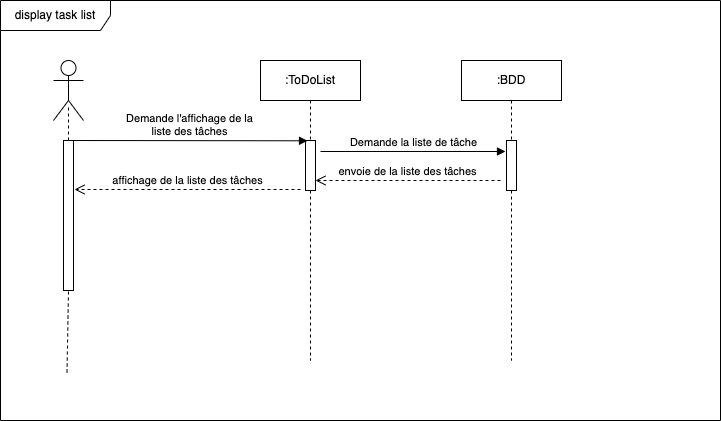 display task list
:ToDoList
:BDD
Demande l'affichage de la
liste des tâches
Demande la liste de tâche
envoie de la liste des tâches
affichage de la liste des tâches